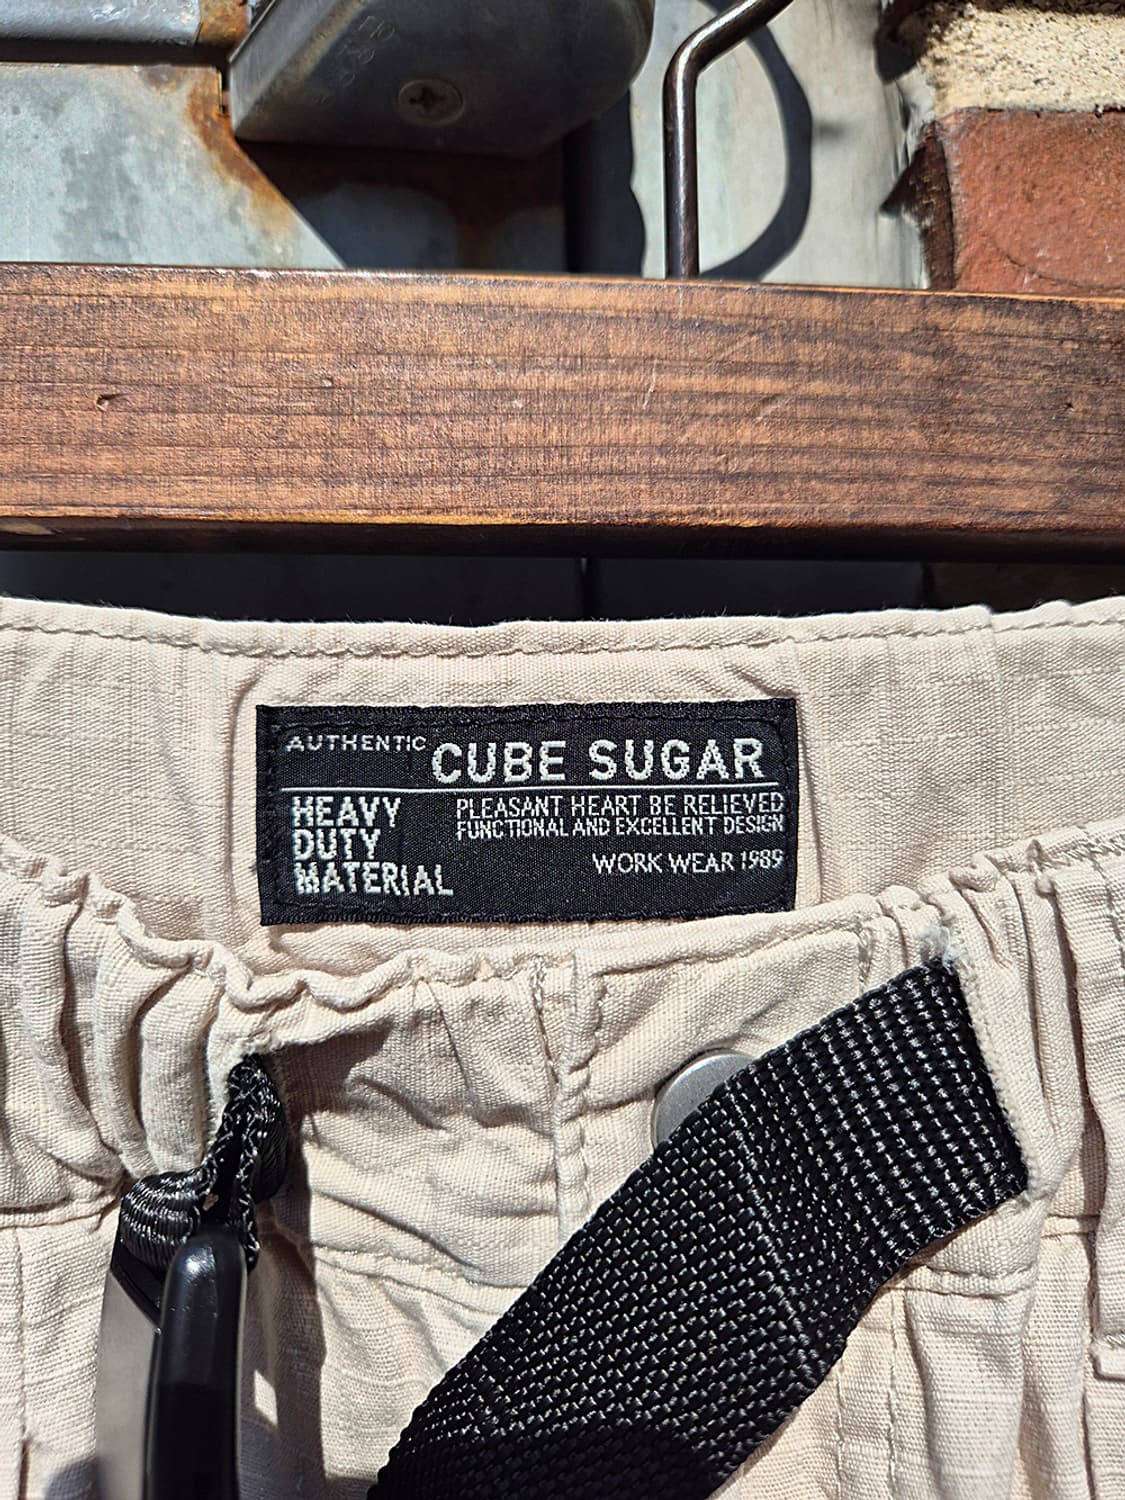 AUTHENTIC CUBE SUGAR
HEAVY
DUTY
MATERIAL
PLEASANT HEART BE RELIEVED
FUNCTIONAL AND EXCELLENT DESIGN
WORK WEAR 1989